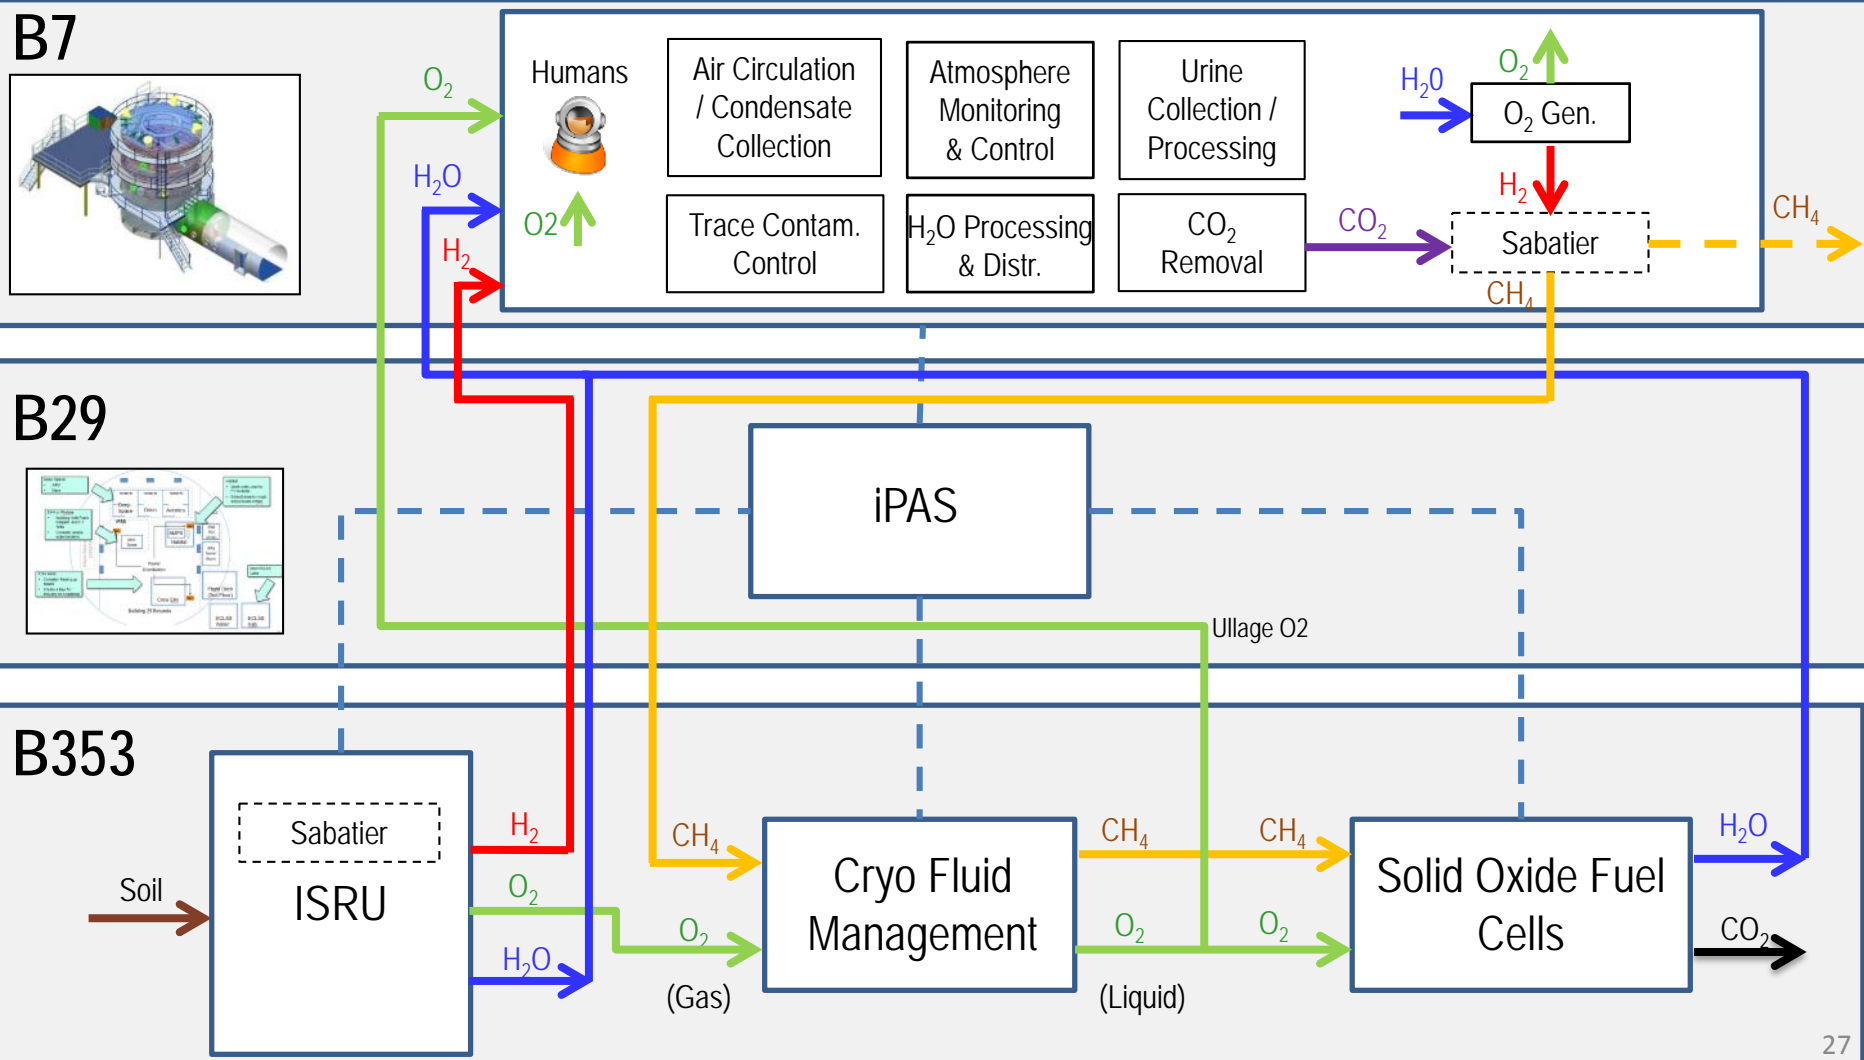 B7
O₂
H₂O
H₂
Humans
O2
Air Circulation
/ Condensate
Collection
Atmosphere
Monitoring
& Control
Urine
Collection /
Processing
H₂0
O₂
O₂ Gen.
H₂
Trace Contam.
Control
H₂O Processing
& Distr.
CO₂
Removal
CO₂
Sabatier
CH₄
CH₄
B29
iPAS
Ullage O2
B353
Soil
Sabatier
ISRU
H₂
O₂
H₂O
CH₄
O₂
(Gas)
Cryo Fluid
Management
CH₄
CH₄
O₂
O₂
(Liquid)
Solid Oxide Fuel
Cells
H₂O
CO₂
27